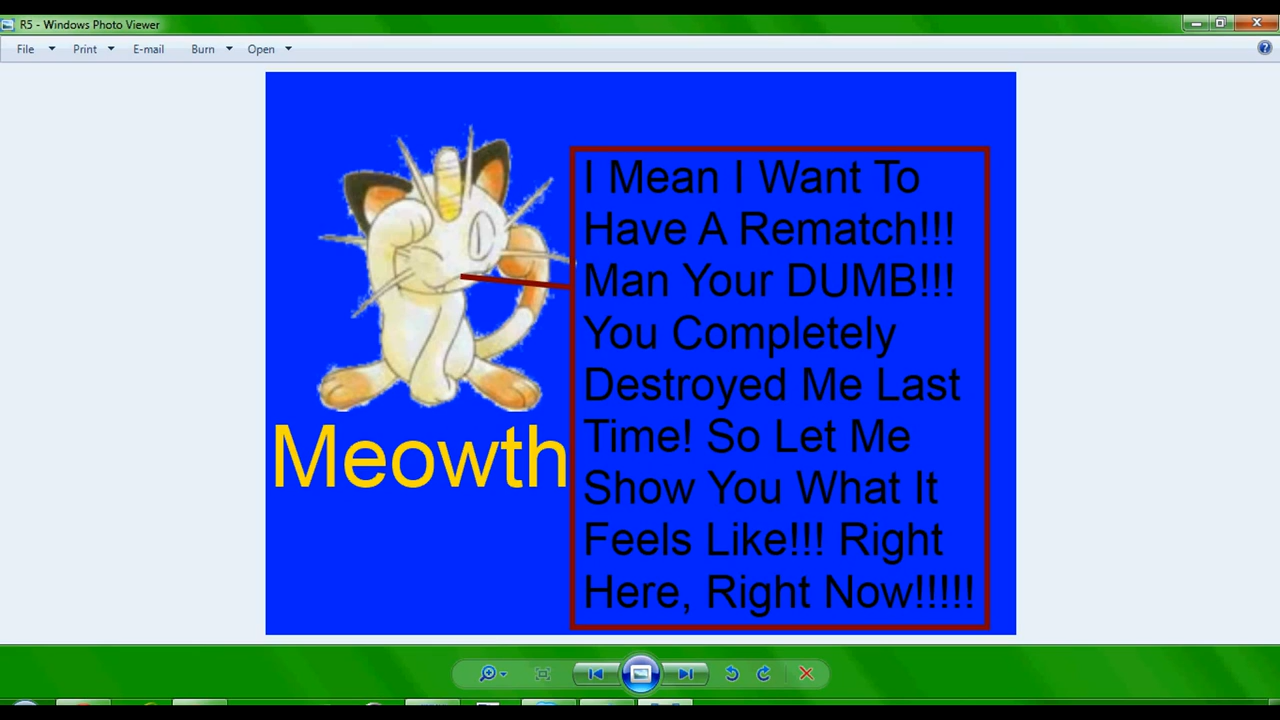 R5 - Windows Photo Viewer
File Print E-mail Burn Open
I Mean I Want To
Have A Rematch!!!
Man Your DUMB!!!
You Completely
Destroyed Me Last
Time! So Let Me
Show You What It
Feels Like!!! Right
Here, Right Now!!!!!
Meowth